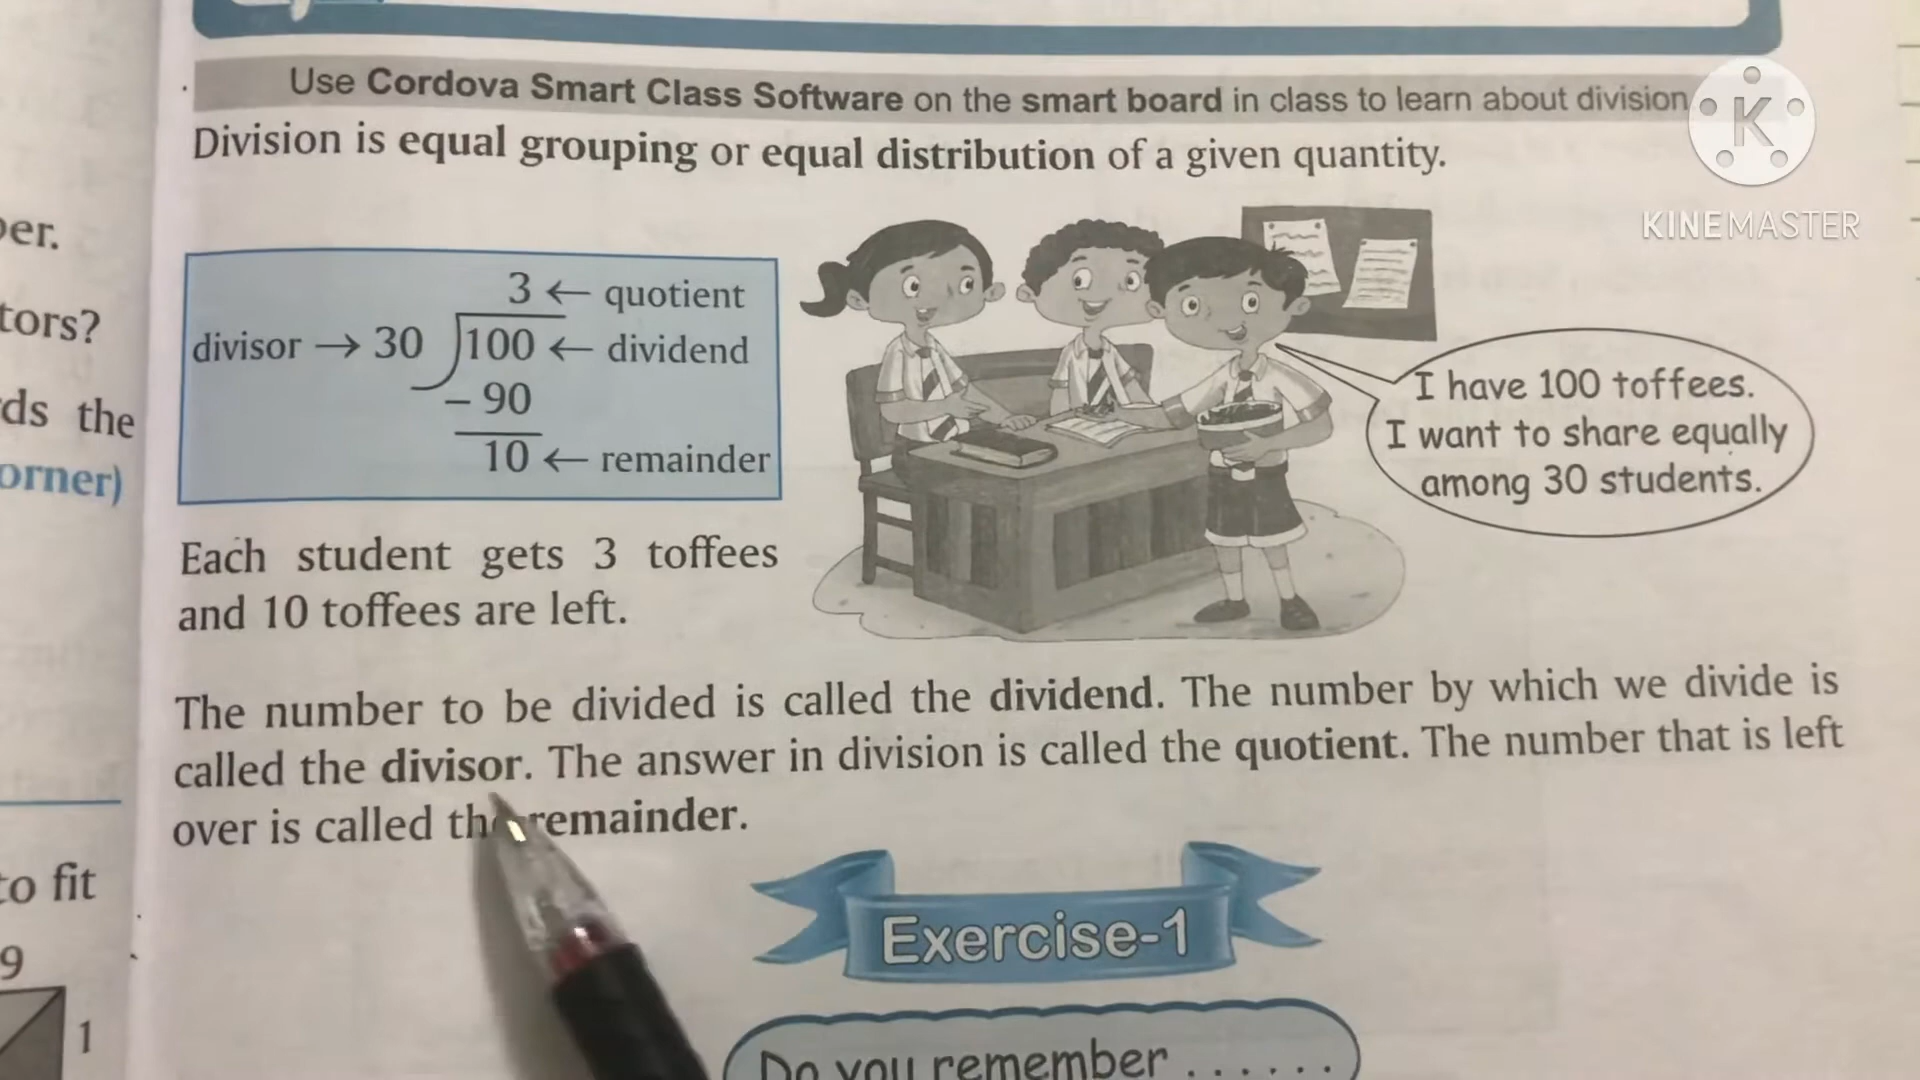 Use Cordova Smart Class Software on the smart board in class to learn about division
Division is equal grouping or equal distribution of a given quantity.
KINEMASTER
K
3 ← quotient
divisor → 30 100 ← dividend
– 90
10 ← remainder
I have 100 toffees.
I want to share equally
among 30 students.
Each student gets 3 toffees
and 10 toffees are left.
The number to be divided is called the dividend. The number by which we divide is
called the divisor. The answer in division is called the quotient. The number that is left
over is called the remainder.
Exercise-1
Do you remember . . . . . .
er.
tors?
ds the
orner)
to fit
9
1